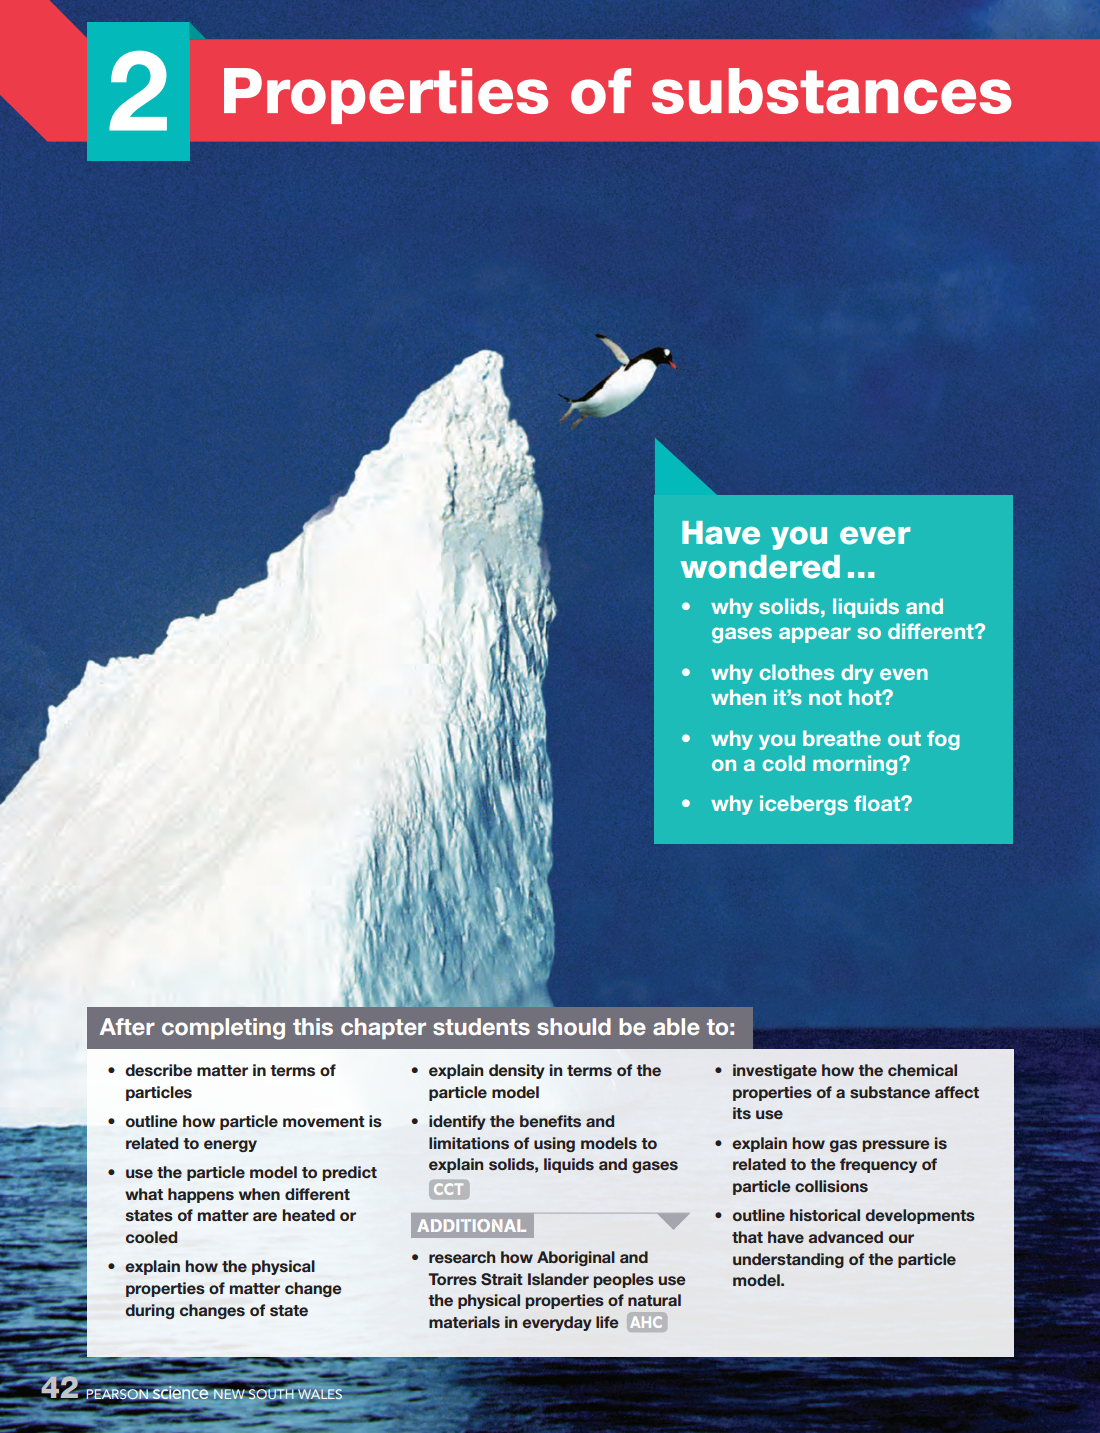 2
Properties of substances
Have you ever
wondered...
• why solids, liquids and
gases appear so different?
• why clothes dry even
when it's not hot?
• why you breathe out fog
on a cold morning?
• why icebergs float?
After completing this chapter students should be able to:
• describe matter in terms of
particles
• outline how particle movement is
related to energy
• use the particle model to predict
what happens when different
states of matter are heated or
cooled
• explain how the physical
properties of matter change
during changes of state
• explain density in terms of the
particle model
• identify the benefits and
limitations of using models to
explain solids, liquids and gases
CCT
ADDITIONAL
• research how Aboriginal and
Torres Strait Islander peoples use
the physical properties of natural
materials in everyday life AHC
• investigate how the chemical
properties of a substance affect
its use
• explain how gas pressure is
related to the frequency of
particle collisions
• outline historical developments
that have advanced our
understanding of the particle
model.
42 PEARSON science NEW SOUTH WALES